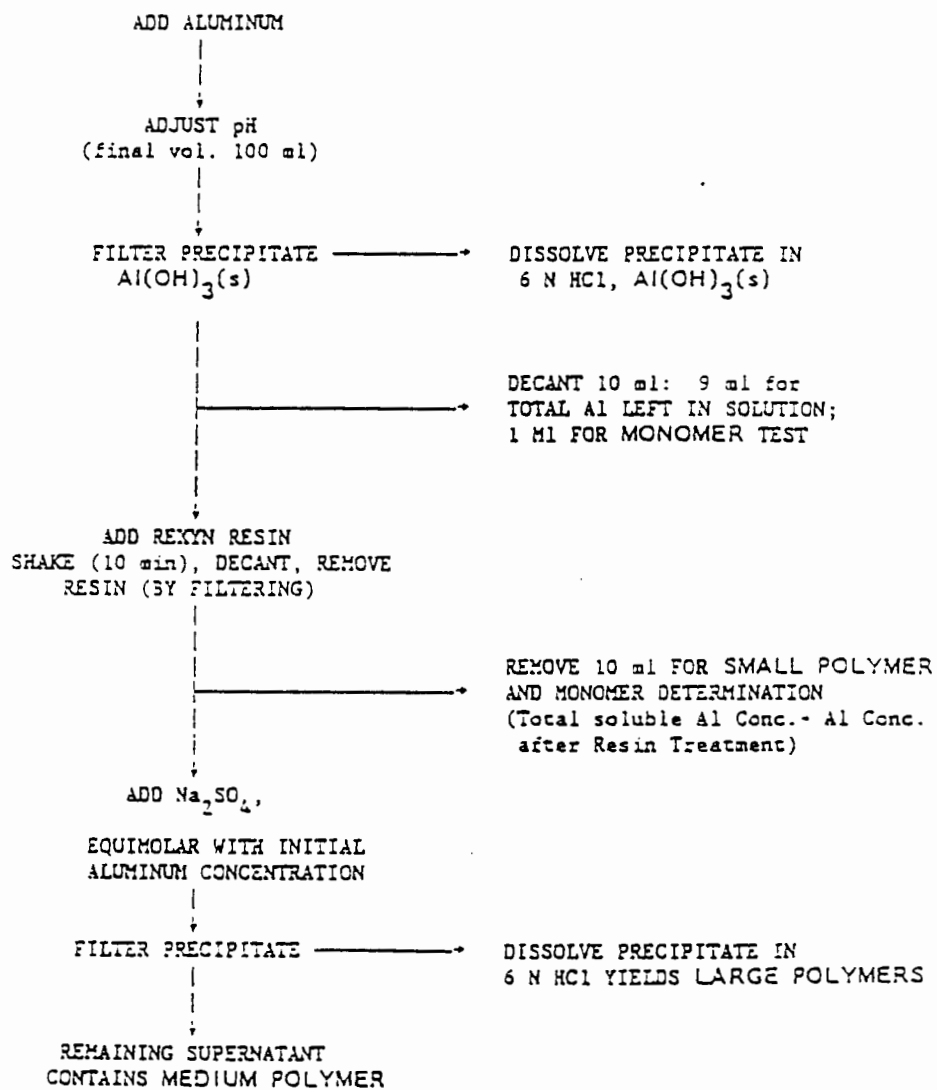 ADD ALUMINUM
ADJUST pH
(final vol. 100 ml)
FILTER PRECIPITATE
Al(OH)3(s)
DISSOLVE PRECIPITATE IN
6 N HCl, Al(OH)3(s)
DECANT 10 ml: 9 ml for
TOTAL Al LEFT IN SOLUTION;
1 Ml FOR MONOMER TEST
ADD REXYN RESIN
SHAKE (10 min), DECANT, REMOVE
RESIN (BY FILTERING)
REMOVE 10 ml FOR SMALL POLYMER
AND MONOMER DETERMINATION
(Total soluble Al Conc.- Al Conc.
after Resin Treatment)
ADD Na2SO4,
EQUIMOLAR WITH INITIAL
ALUMINUM CONCENTRATION
FILTER PRECIPITATE
DISSOLVE PRECIPITATE IN
6 N HCl YIELDS LARGE POLYMERS
REMAINING SUPERNATANT
CONTAINS MEDIUM POLYMER